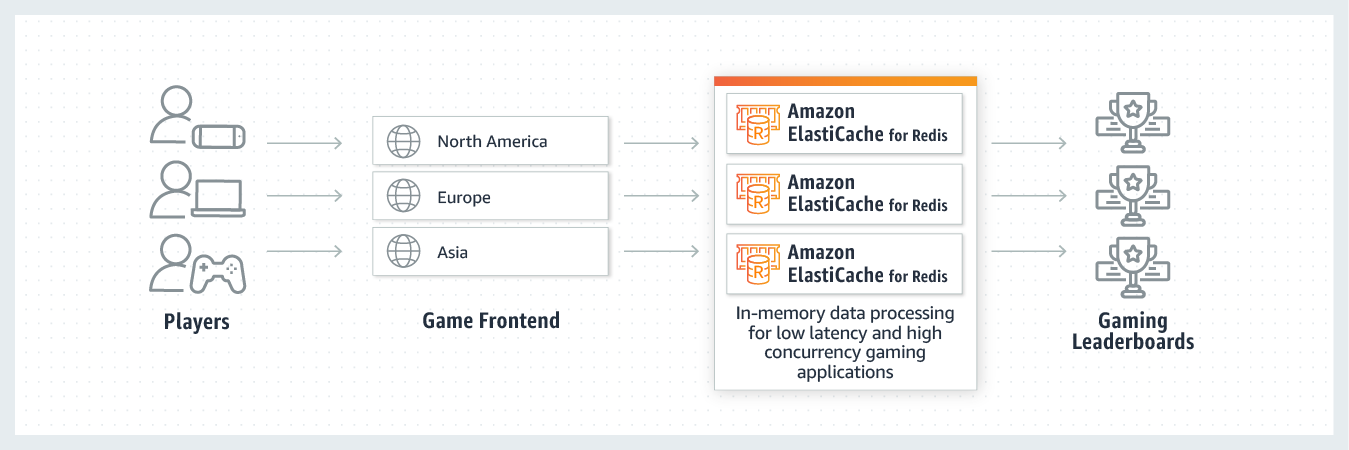 Players
North America
Europe
Asia
Game Frontend
R
Amazon
ElastiCache for Redis
R
Amazon
ElastiCache for Redis
R
Amazon
ElastiCache for Redis
In-memory data processing
for low latency and high
concurrency gaming
applications
Gaming
Leaderboards